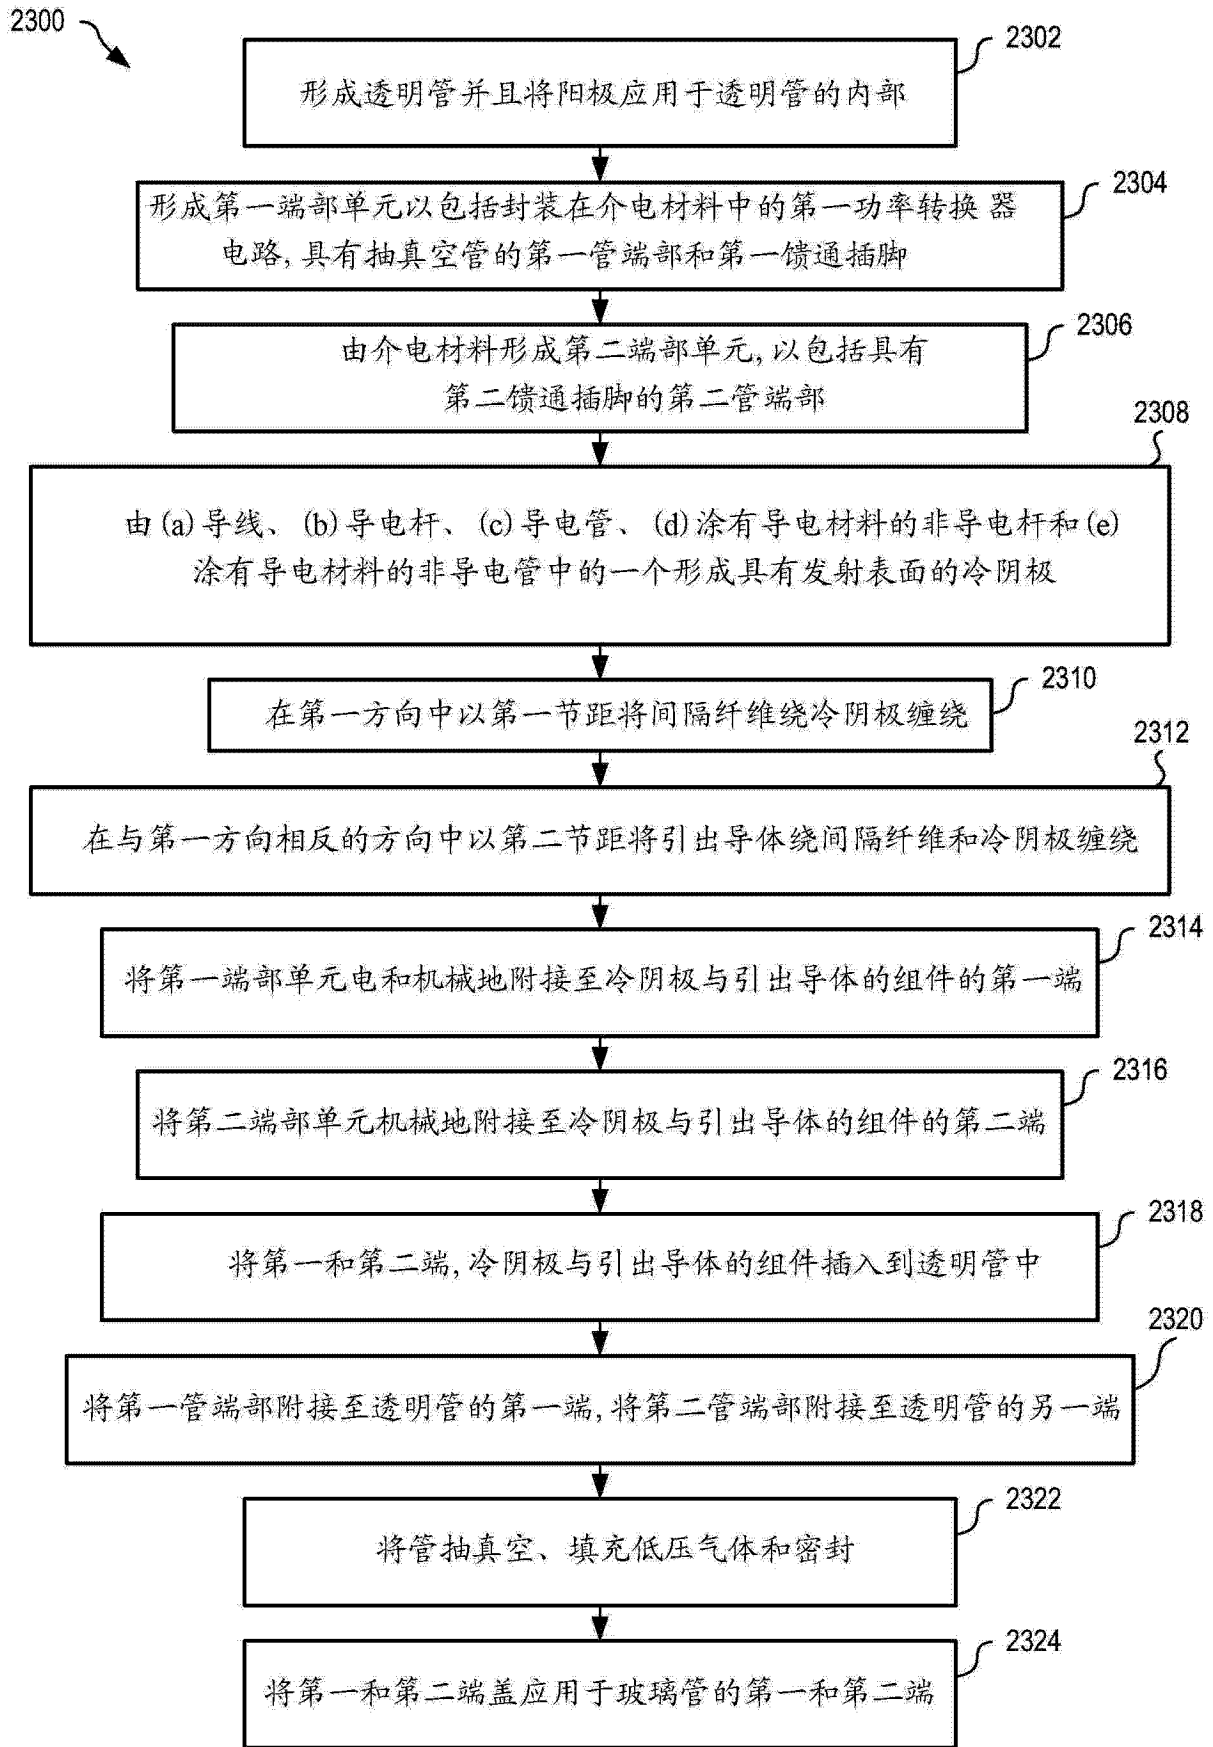 2300
2302
形成透明管并且将阳极应用于透明管的内部
2304
形成第一端部单元以包括封装在介电材料中的第一功率转换 器
电路,具有抽真空管的第一管端部和第一馈通插脚
2306
由介电材料形成第二端部单元,以包括具有
第二馈通插脚的第二管端部
2308
由(a)导线、(b)导电杆、(c)导电管、(d)涂有导电材料的非导电杆和(e)
涂有导电材料的非导电管中的一个形成具有发射表面的冷阴极
2310
在第一方向中以第一节距将间隔纤维绕冷阴极缠绕
2312
在与第一方向相反的方向中以第二节距将引出导体绕间隔纤维和冷阴极缠绕
2314
将第一端部单元电和机械地附接至冷阴极与引出导体的组件的第一端
2316
将第二端部单元机械地附接至冷阴极与引出导体的组件的第二端
2318
将第一和第二端,冷阴极与引出导体的组件插入到透明管中
2320
将第一管端部附接至透明管的第一端,将第二管端部附接至透明管的另一端
2322
将管抽真空、填充低压气体和密封
2324
将第一和第二端盖应用于玻璃管的第一和第二端